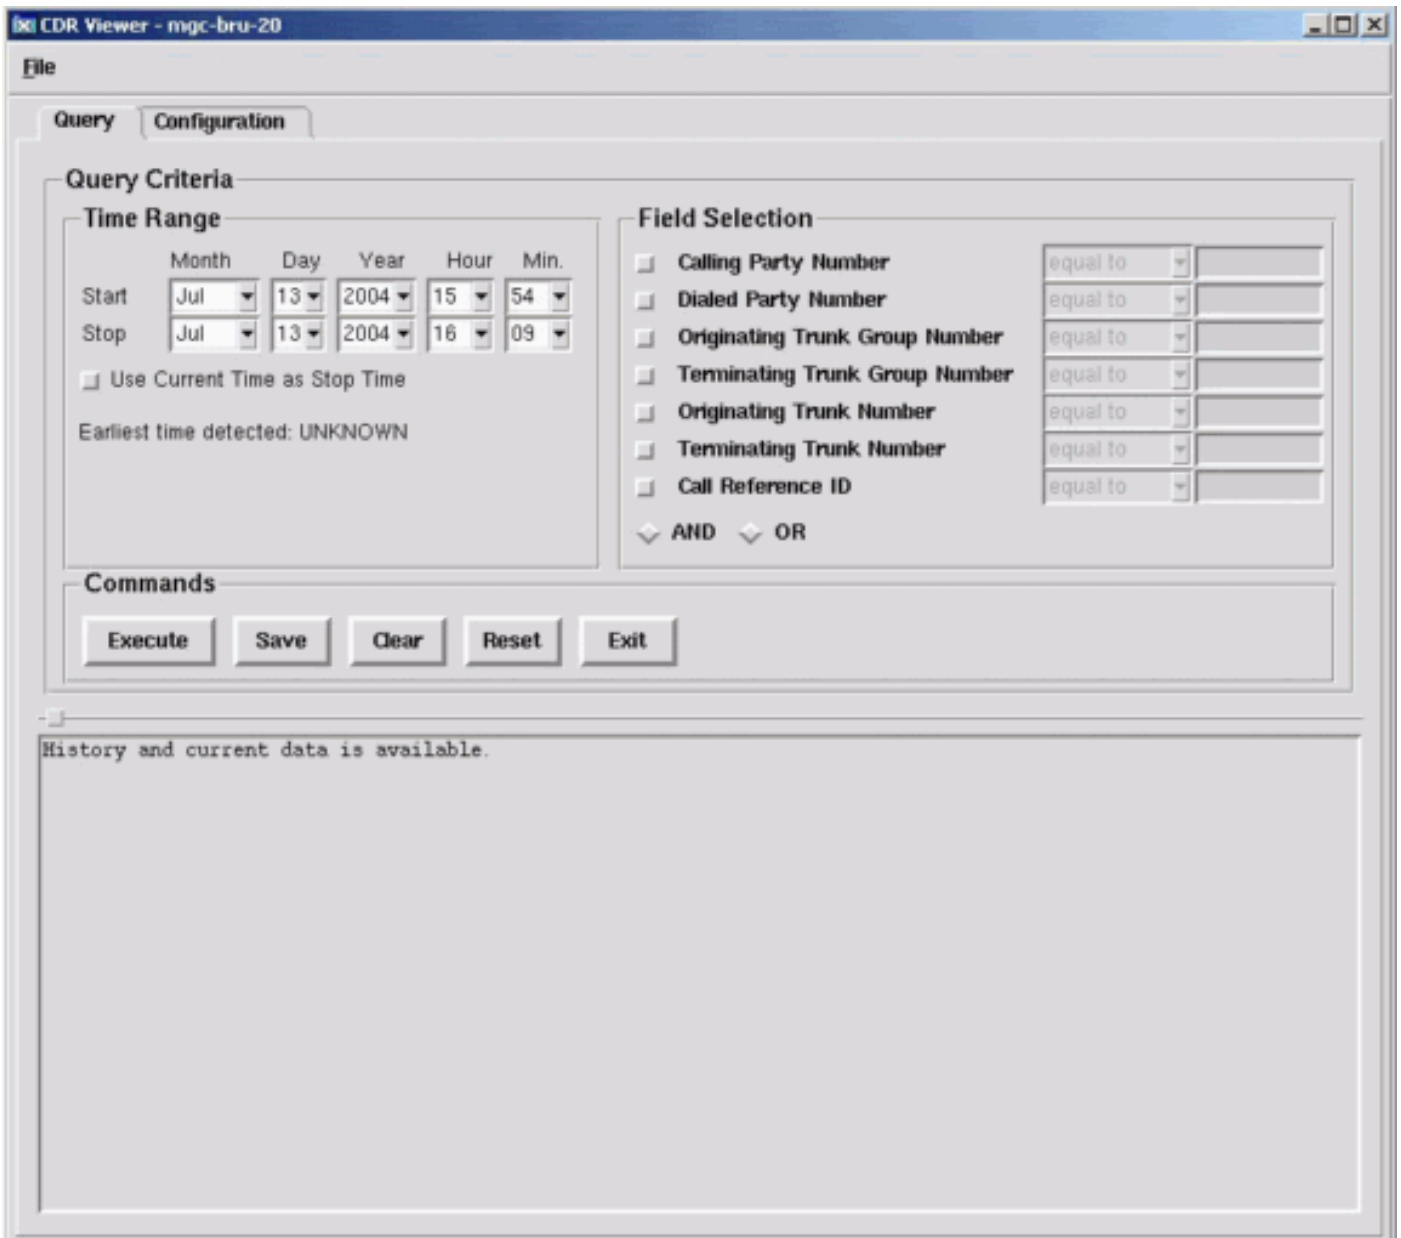 CDR Viewer - mgc-bru-20
File
Query Configuration
Query Criteria
Time Range
Month Day Year Hour Min.
Start Jul 13 2004 15 54
Stop Jul 13 2004 16 09
Use Current Time as Stop Time
Earliest time detected: UNKNOWN
Field Selection
Calling Party Number equal to
Dialed Party Number equal to
Originating Trunk Group Number equal to
Terminating Trunk Group Number equal to
Originating Trunk Number equal to
Terminating Trunk Number equal to
Call Reference ID equal to
AND OR
Commands
Execute Save Clear Reset Exit
History and current data is available.